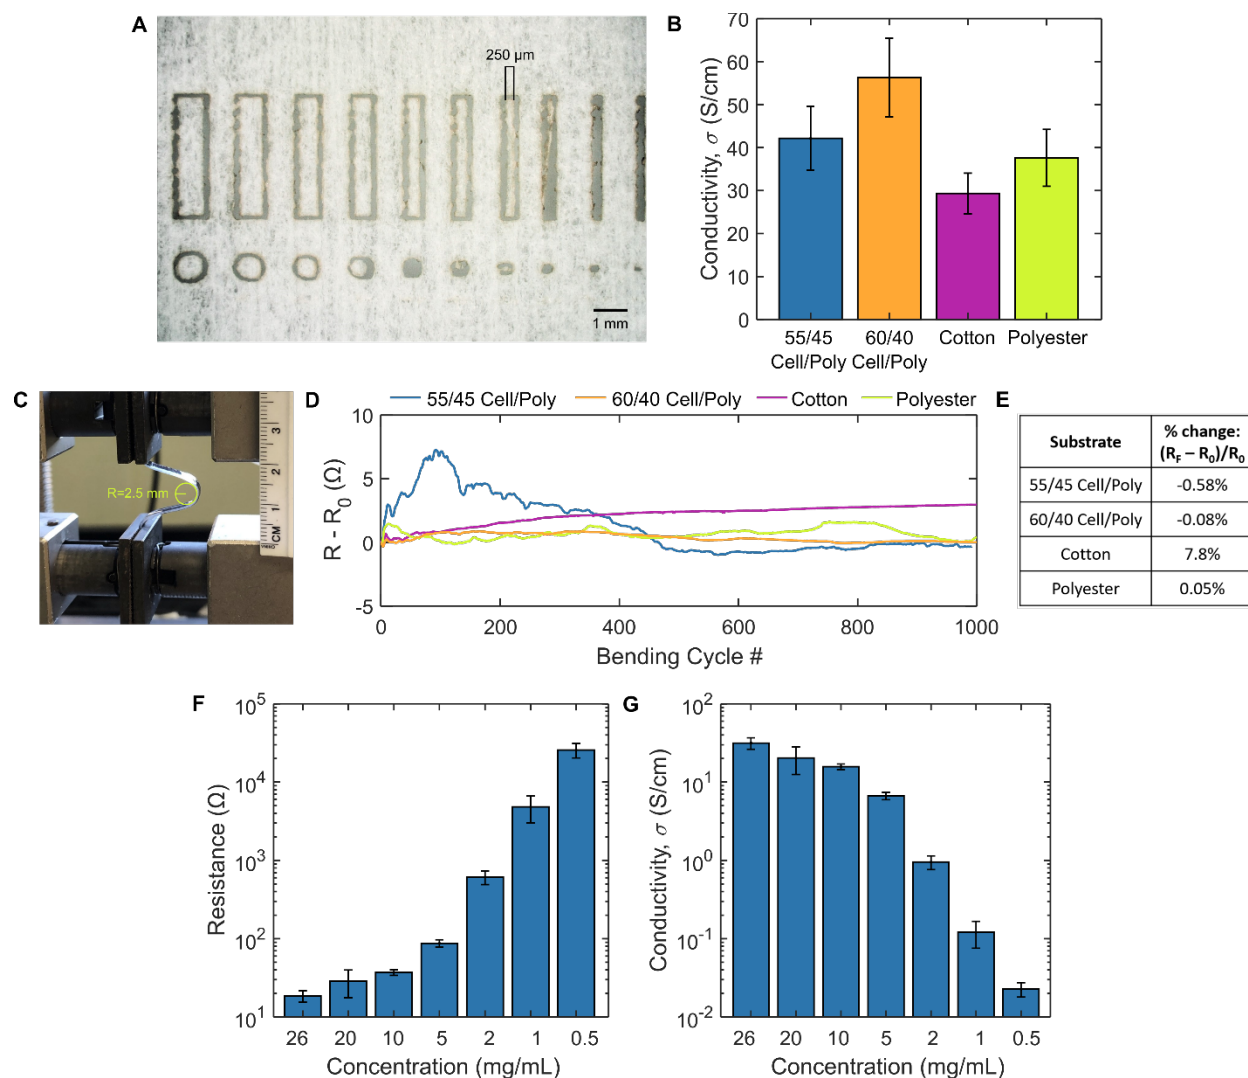 A
250 µm
1 mm
B
Conductivity, σ (S/cm)
70
60
50
40
30
20
10
0
55/45
Cell/Poly
60/40
Cell/Poly
Cotton
Polyester
C
R=2.5 mm
3
2
1
CM
D
55/45 Cell/Poly
60/40 Cell/Poly
Cotton
Polyester
R - R0 (Ω)
10
5
0
-5
0
200
400
600
800
1000
Bending Cycle #
E
Substrate
% change:
(RF – R0)/R0
55/45 Cell/Poly
-0.58%
60/40 Cell/Poly
-0.08%
Cotton
7.8%
Polyester
0.05%
F
Resistance (Ω)
10^5
10^4
10^3
10^2
10^1
26
20
10
5
2
1
0.5
Concentration (mg/mL)
G
Conductivity, σ (S/cm)
10^2
10^1
10^0
10^-1
10^-2
26
20
10
5
2
1
0.5
Concentration (mg/mL)